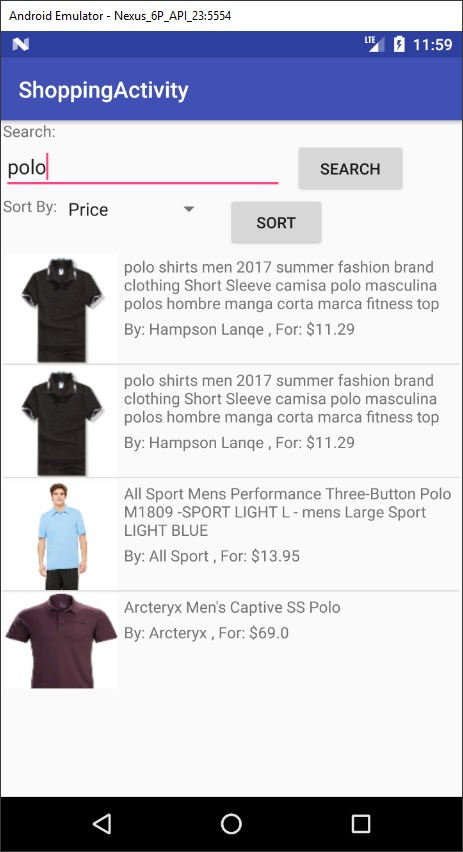 Android Emulator - Nexus_6P_API_23:5554
LTE 11:59
ShoppingActivity
Search:
polo
SEARCH
Sort By: Price
SORT
polo shirts men 2017 summer fashion brand
clothing Short Sleeve camisa polo masculina
polos hombre manga corta marca fitness top
By: Hampson Lanqe , For: $11.29
polo shirts men 2017 summer fashion brand
clothing Short Sleeve camisa polo masculina
polos hombre manga corta marca fitness top
By: Hampson Lanqe , For: $11.29
All Sport Mens Performance Three-Button Polo
M1809 -SPORT LIGHT L - mens Large Sport
LIGHT BLUE
By: All Sport , For: $13.95
Arcteryx Men's Captive SS Polo
By: Arcteryx , For: $69.0